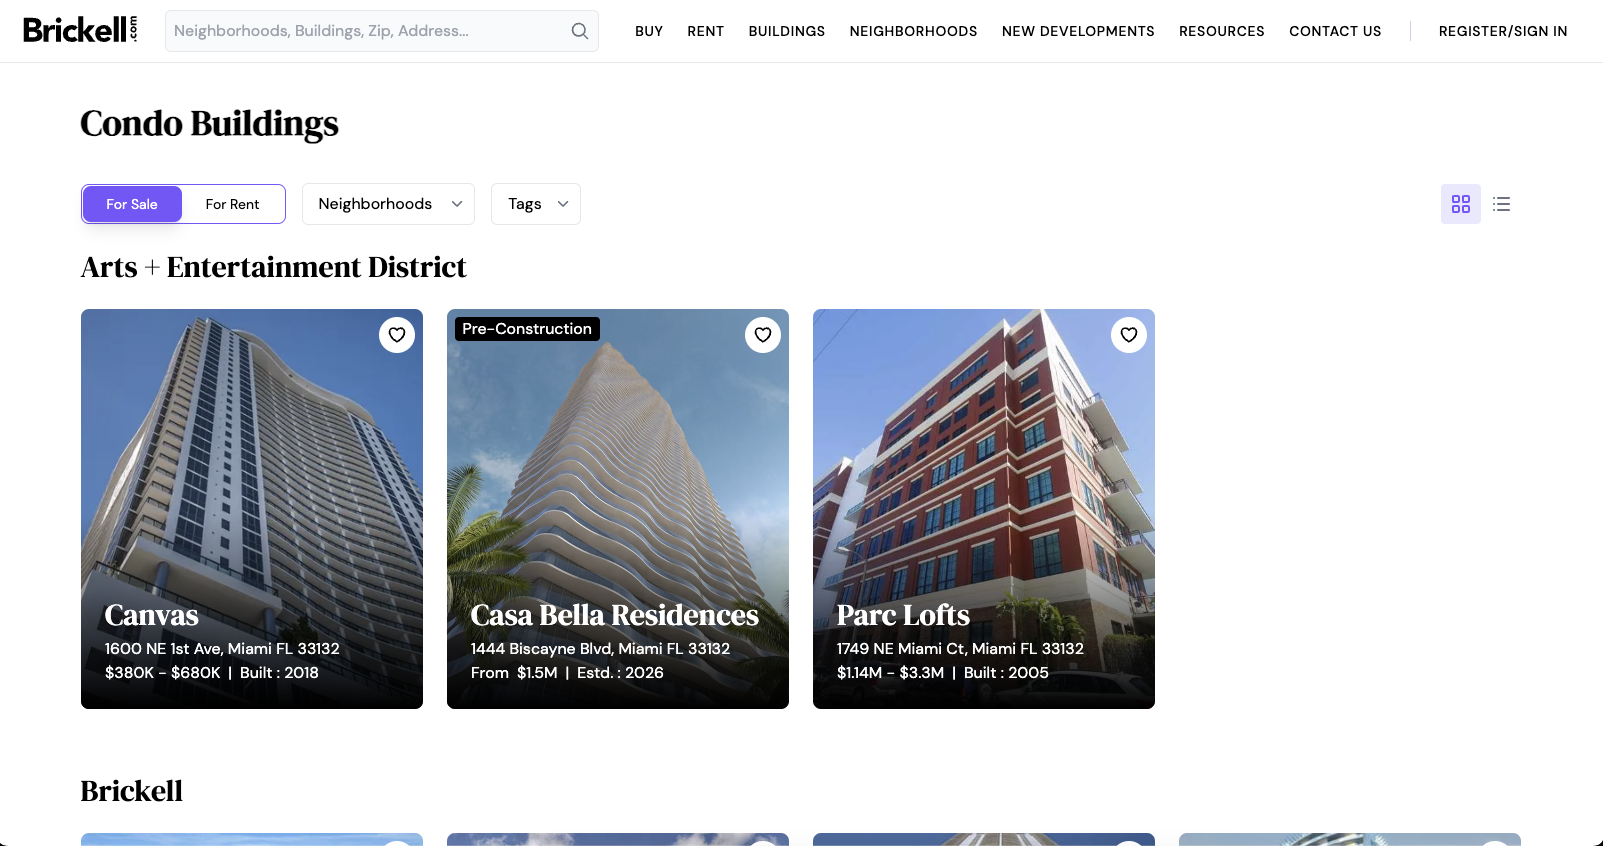 Brickell.com
Neighborhoods, Buildings, Zip, Address...
BUY
RENT
BUILDINGS
NEIGHBORHOODS
NEW DEVELOPMENTS
RESOURCES
CONTACT US
REGISTER/SIGN IN
Condo Buildings
For Sale
For Rent
Neighborhoods
Tags
Arts + Entertainment District
Canvas
1600 NE 1st Ave, Miami FL 33132
$380K - $680K | Built : 2018
Pre-Construction
Casa Bella Residences
1444 Biscayne Blvd, Miami FL 33132
From $1.5M | Estd. : 2026
Parc Lofts
1749 NE Miami Ct, Miami FL 33132
$1.14M - $3.3M | Built : 2005
Brickell